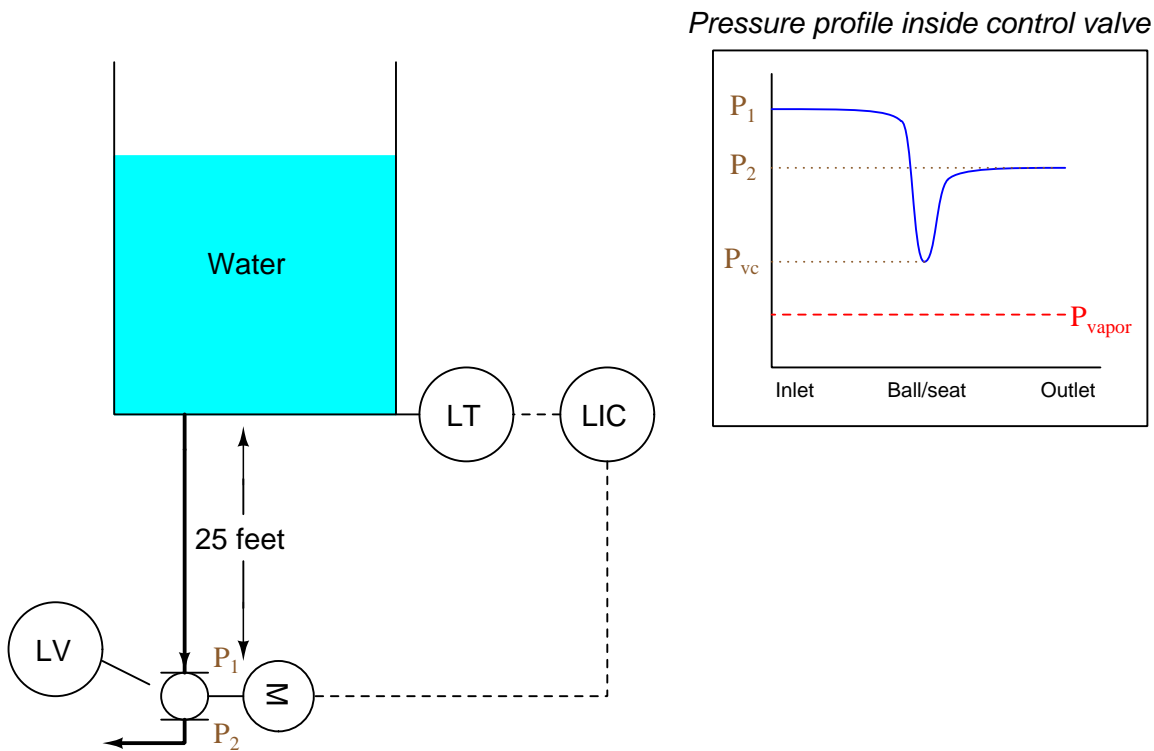 Pressure profile inside control valve
P1
P2
Pvc
Pvapor
Inlet Ball/seat Outlet
Water
LT LIC
25 feet
LV
P1
M
P2